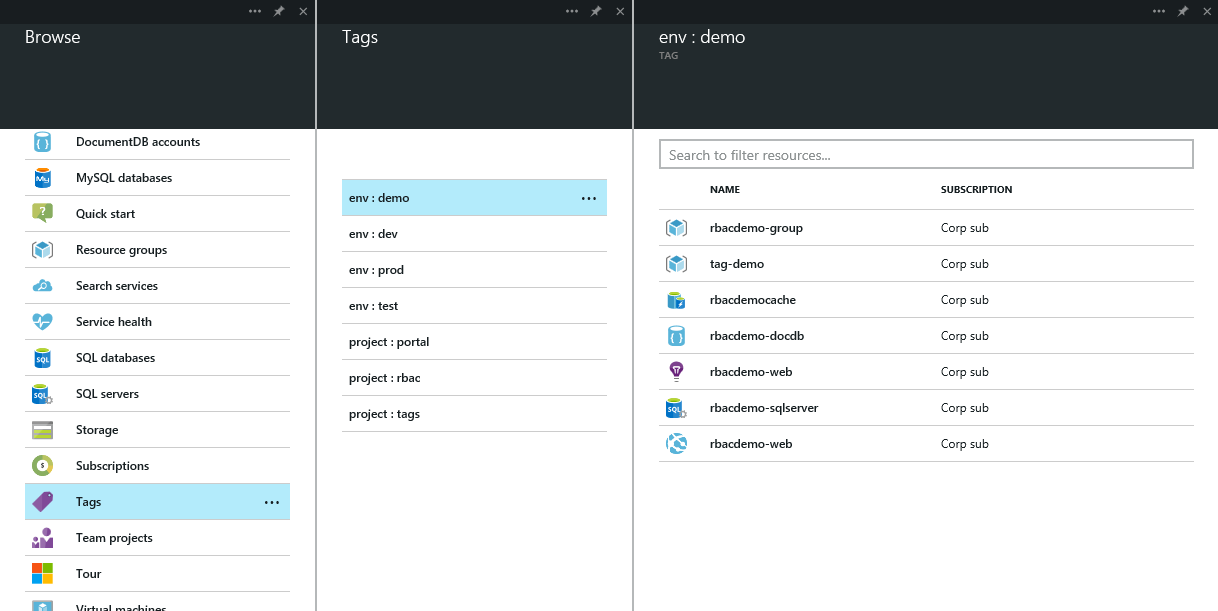 Browse
DocumentDB accounts
MySQL databases
Quick start
Resource groups
Search services
Service health
SQL databases
SQL servers
Storage
Subscriptions
Tags
Team projects
Tour
Virtual machines
Tags
env : demo
env : dev
env : prod
env : test
project : portal
project : rbac
project : tags
env : demo
TAG
Search to filter resources...
NAME SUBSCRIPTION
rbacdemo-group Corp sub
tag-demo Corp sub
rbacdemocache Corp sub
rbacdemo-docdb Corp sub
rbacdemo-web Corp sub
rbacdemo-sqlserver Corp sub
rbacdemo-web Corp sub